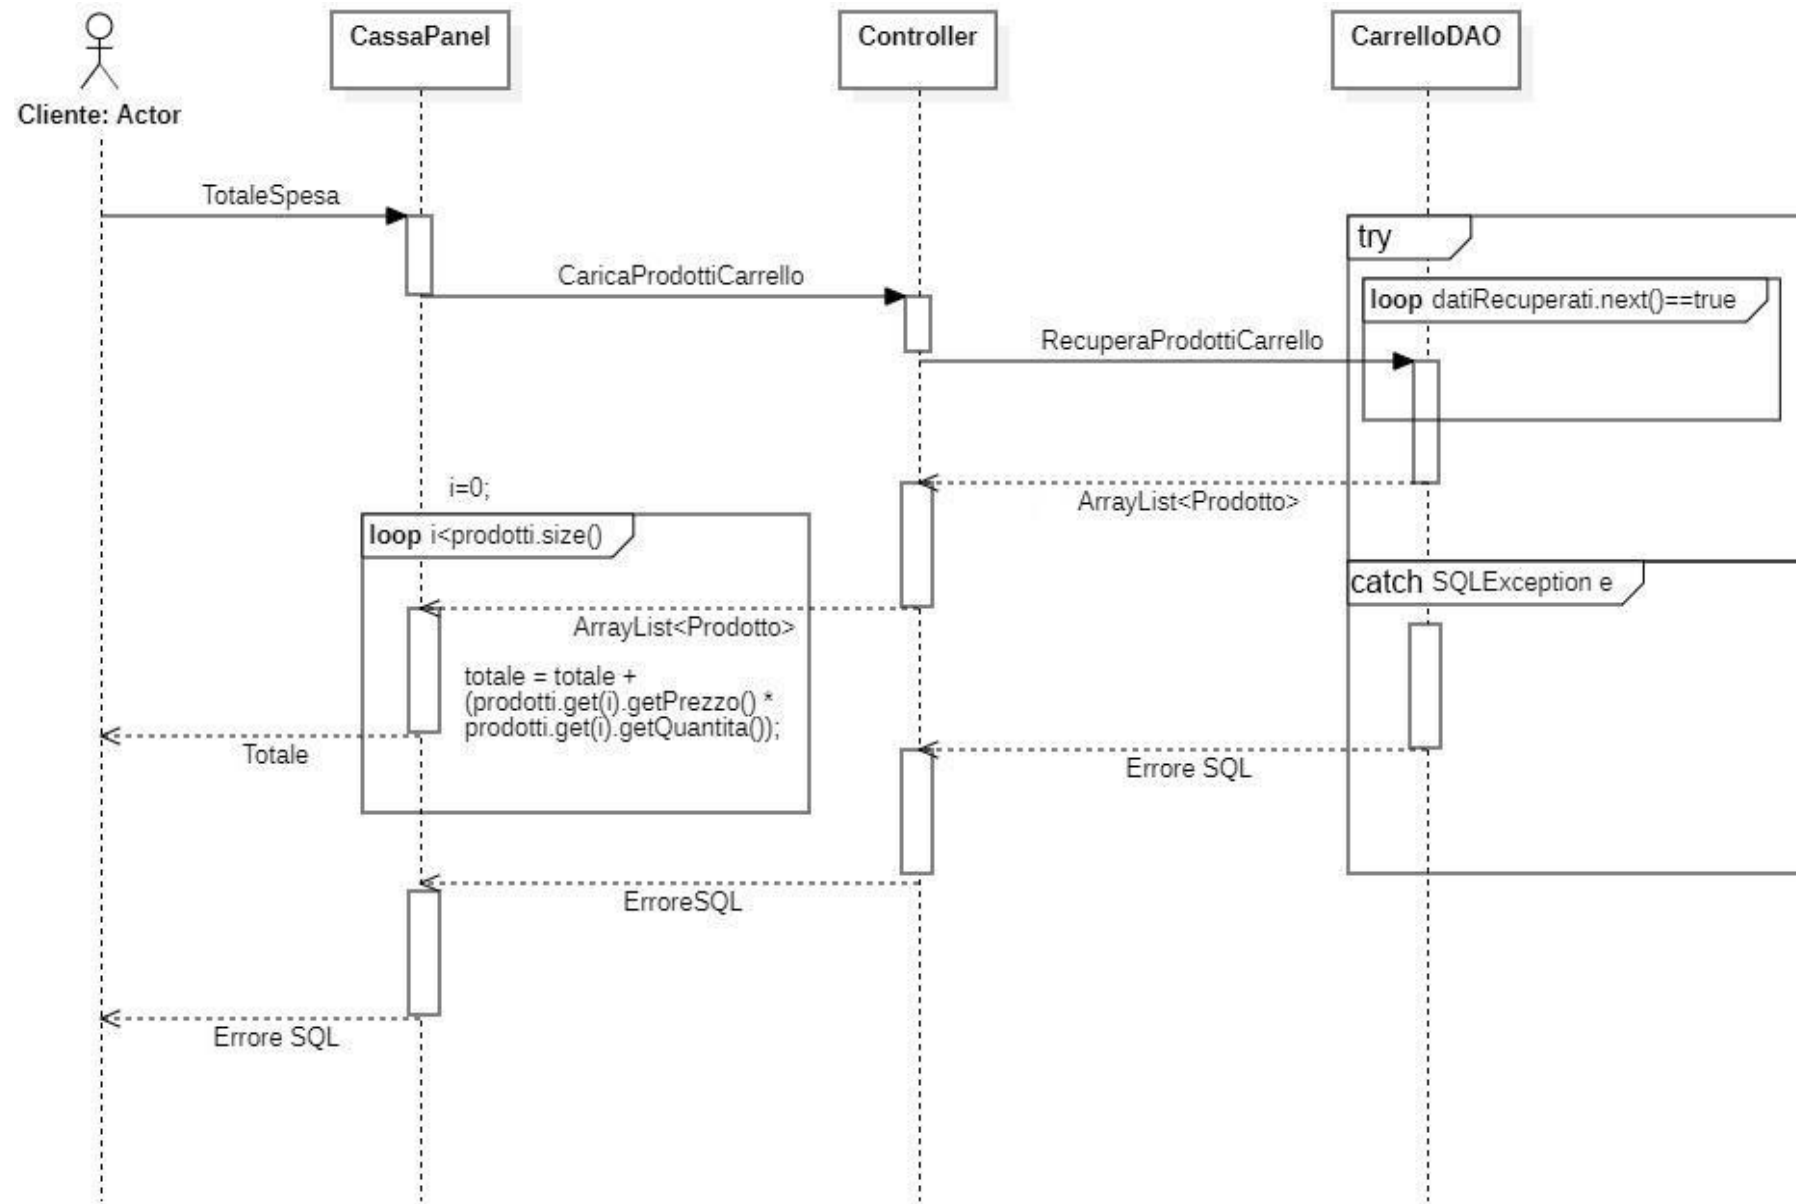 CassaPanel
Controller
CarrelloDAO
Cliente: Actor
TotaleSpesa
try
CaricaProdottiCarrello
loop datiRecuperati.next()==true
RecuperaProdottiCarrello
i=0;
ArrayList<Prodotto>
loop i<prodotti.size()
catch SQLException e
ArrayList<Prodotto>
totale = totale +
(prodotti.get(i).getPrezzo() *
prodotti.get(i).getQuantita());
Totale
Errore SQL
ErroreSQL
Errore SQL